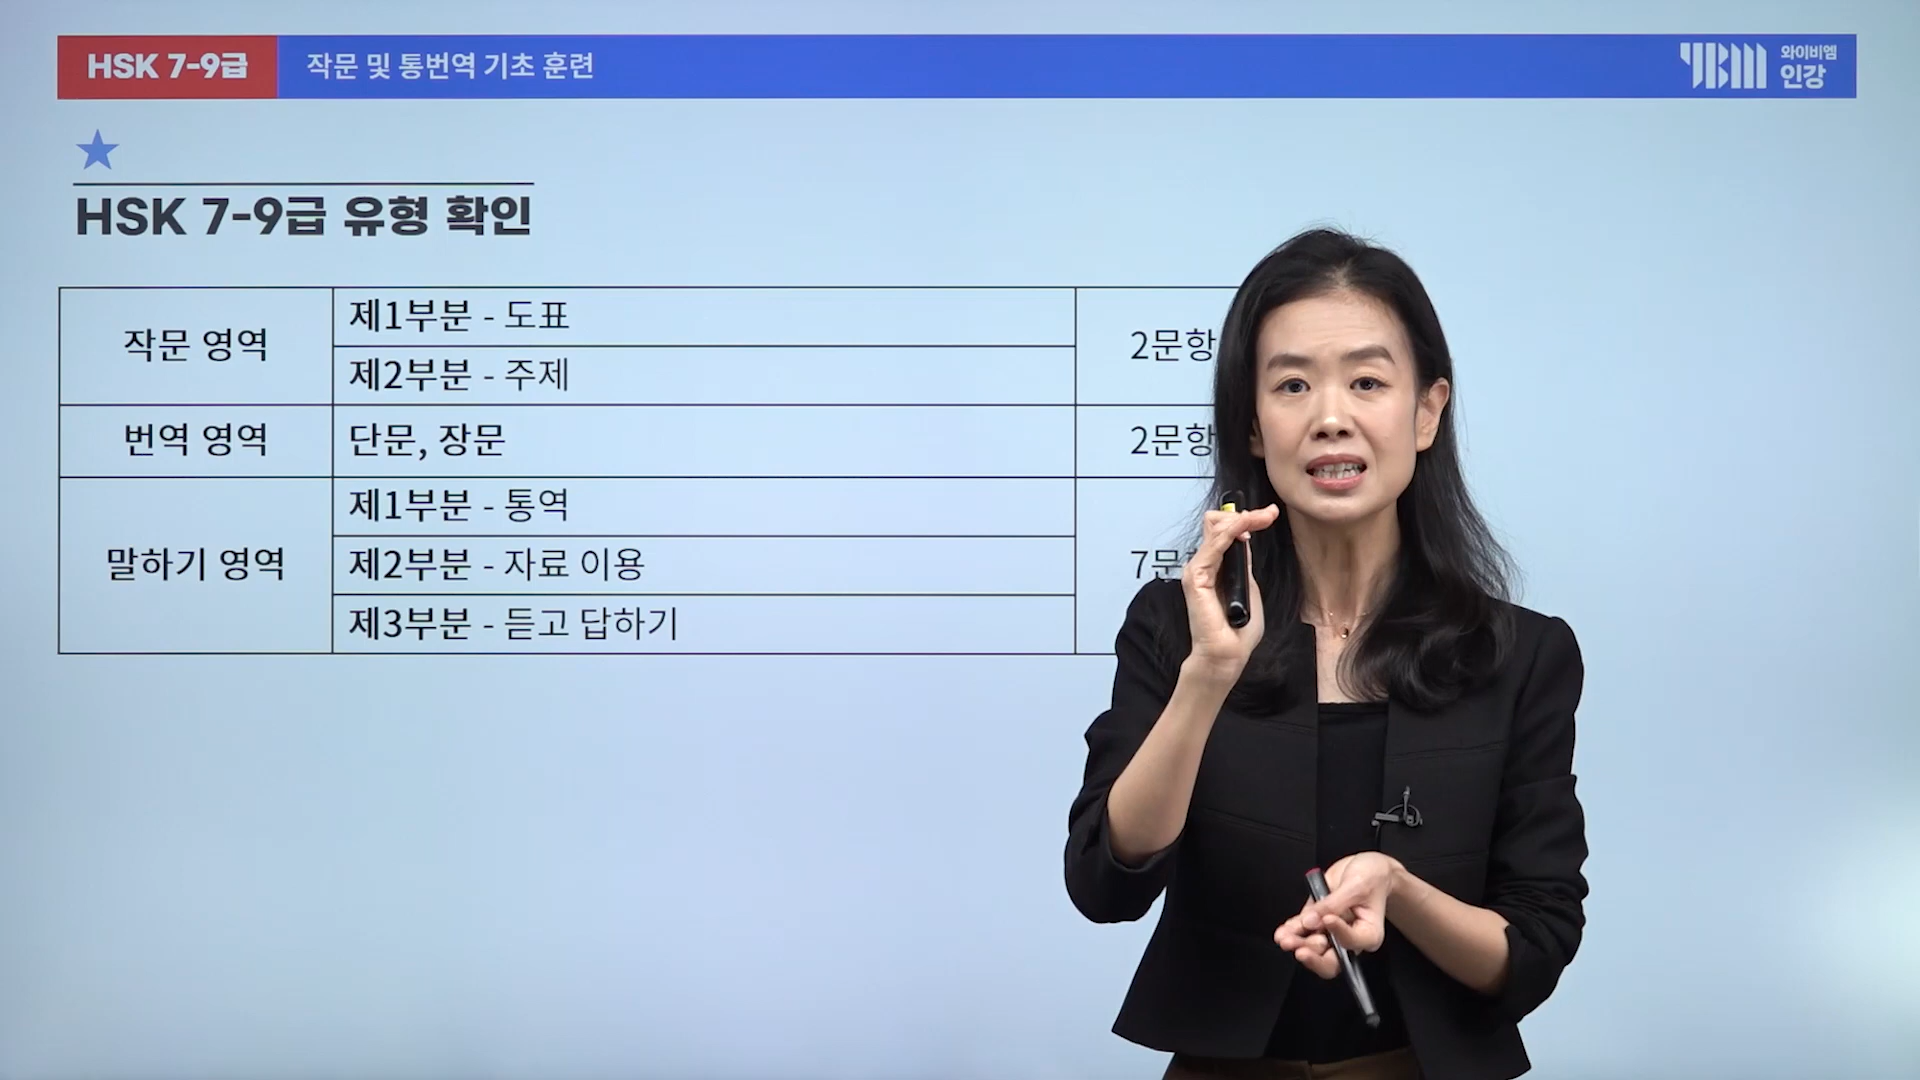 HSK 7-9급
작문 및 통번역 기초 훈련
YBM 와이비엠
인강
HSK 7-9급 유형 확인
작문 영역
제1부분 - 도표
제2부분 - 주제
2문항
번역 영역
단문, 장문
2문항
말하기 영역
제1부분 - 통역
제2부분 - 자료 이용
제3부분 - 듣고 답하기